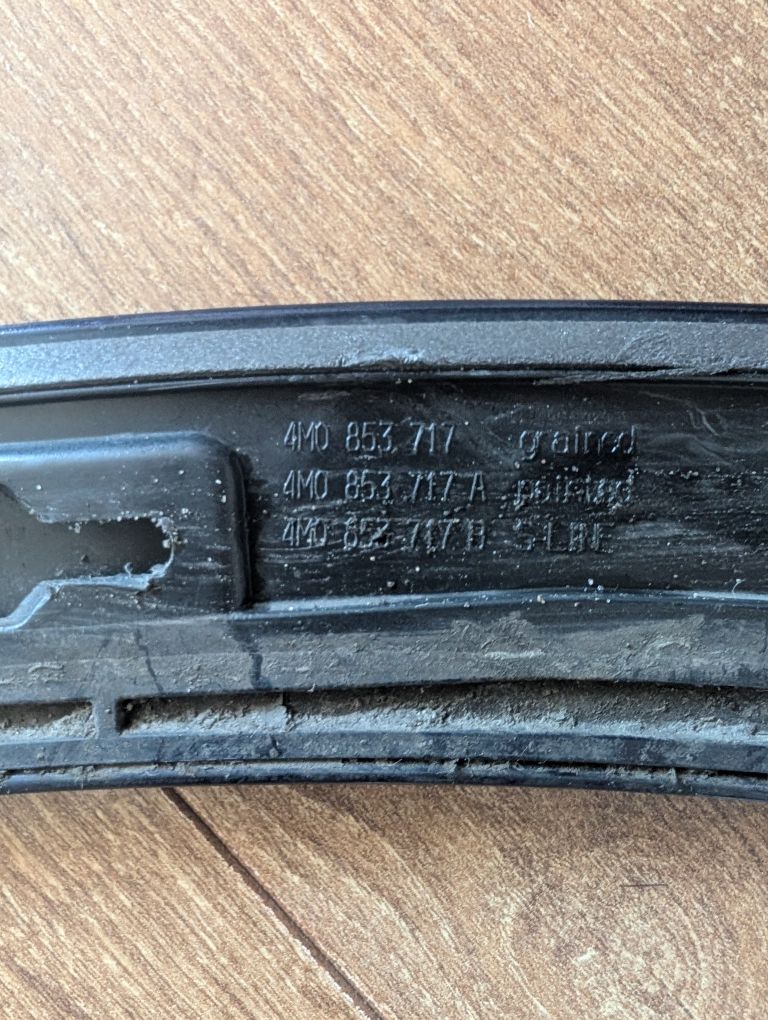 4M0 853 717 grained
4M0 853 717 A painted
4M0 853 717 B S-LINE